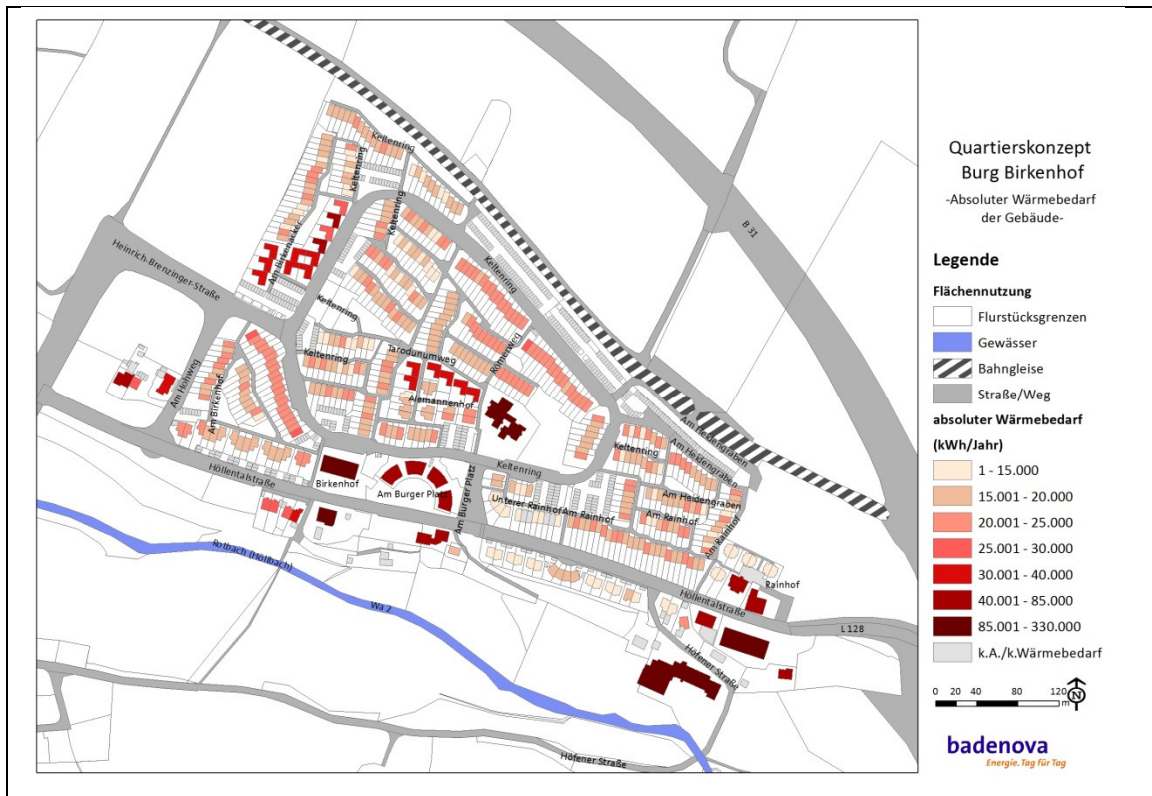 Quartierskonzept
Burg Birkenhof
-Absoluter Wärmebedarf
der Gebäude-
Legende
Flächennutzung
Flurstücksgrenzen
Gewässer
Bahngleise
Straße/Weg
absoluter Wärmebedarf
(kWh/Jahr)
1 - 15.000
15.001 - 20.000
20.001 - 25.000
25.001 - 30.000
30.001 - 40.000
40.001 - 85.000
85.001 - 330.000
k.A./k.Wärmebedarf
0 20 40 80 120
m
N
badenova
Energie. Tag für Tag
Keltenring
Keltenring
Keltenring
B 31
Am Birkenacker
Heinrich-Brenzinger-Straße
Keltenring
Keltenring
Keltenring
Tarodunumweg
Römerweg
Am Hohweg
Am Birkenhof
Alemannenhof
Am Heidengraben
Am Heidengraben
Keltenring
Keltenring
Höllentalstraße
Birkenhof
Am Burger Platz
Am Burger Platz
Unterer Rainhof
Am Rainhof
Am Heidengraben
Am Rainhof
Am Rainhof
Rotbach (Höllbach)
Wa 2
Rainhof
Höllentalstraße
L 128
Höfener Straße
Höfener Straße